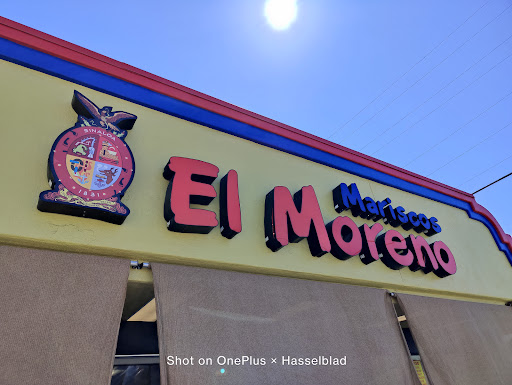 SINALOA
1831
Mariscos
El Moreno
Shot on OnePlus × Hasselblad